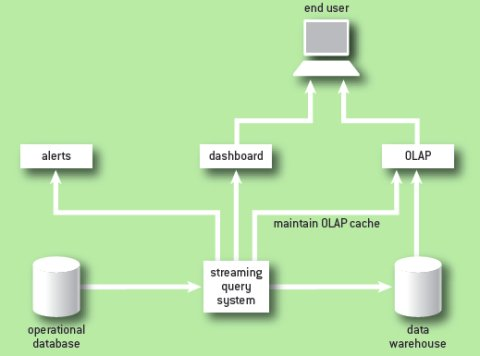 end user
alerts
dashboard
OLAP
maintain OLAP cache
streaming
query
system
operational
database
data
warehouse